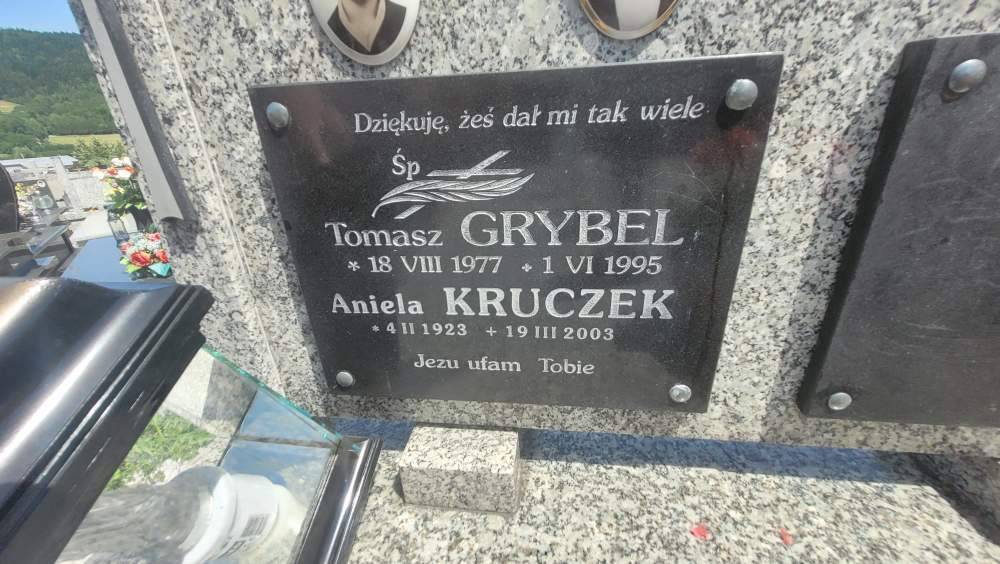 Dziękuję, żeś dał mi tak wiele
Śp
Tomasz GRYBEL
* 18 VIII 1977 + 1 VI 1995
Aniela KRUCZEK
* 4 II 1923 + 19 III 2003
Jezu ufam Tobie